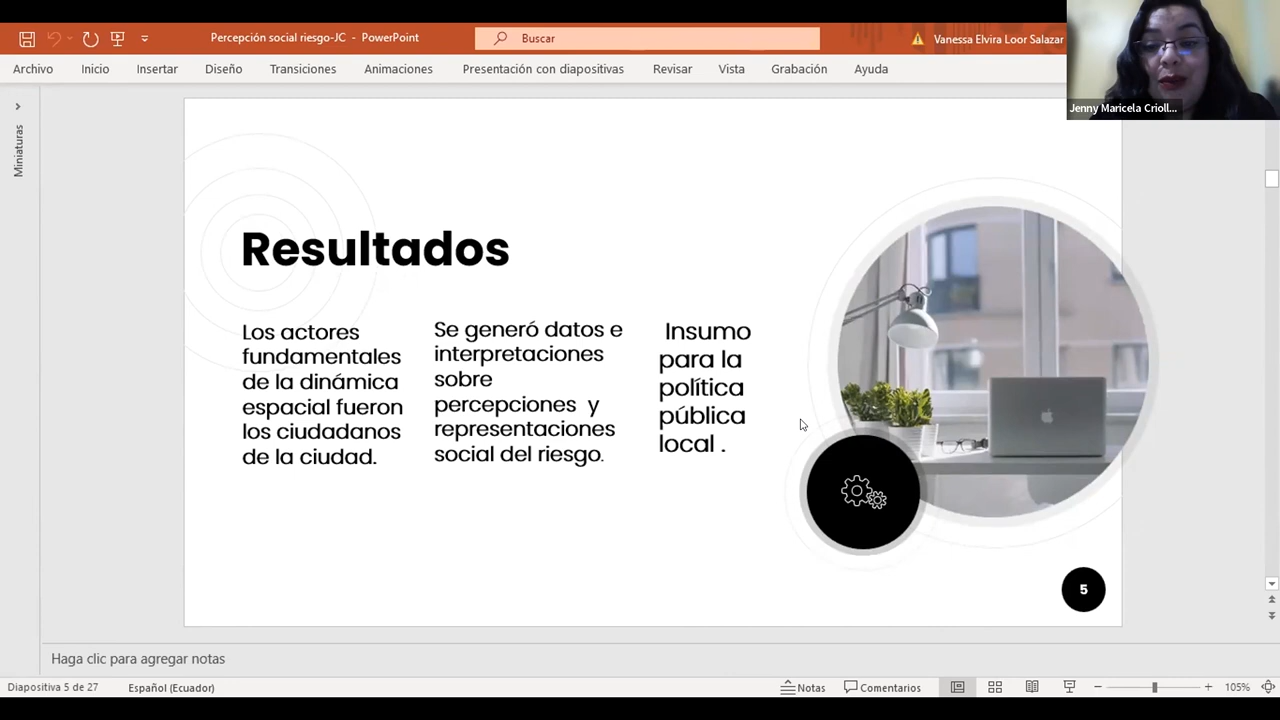 Percepción social riesgo-JC - PowerPoint
Buscar
Vanessa Elvira Loor Salazar
Jenny Maricela Crioll...
Archivo
Inicio
Insertar
Diseño
Transiciones
Animaciones
Presentación con diapositivas
Revisar
Vista
Grabación
Ayuda
Miniaturas
Resultados
Los actores
fundamentales
de la dinámica
espacial fueron
los ciudadanos
de la ciudad.
Se generó datos e
interpretaciones
sobre
percepciones y
representaciones
social del riesgo.
Insumo
para la
política
pública
local .
5
Haga clic para agregar notas
Diapositiva 5 de 27
Español (Ecuador)
Notas
Comentarios
105%